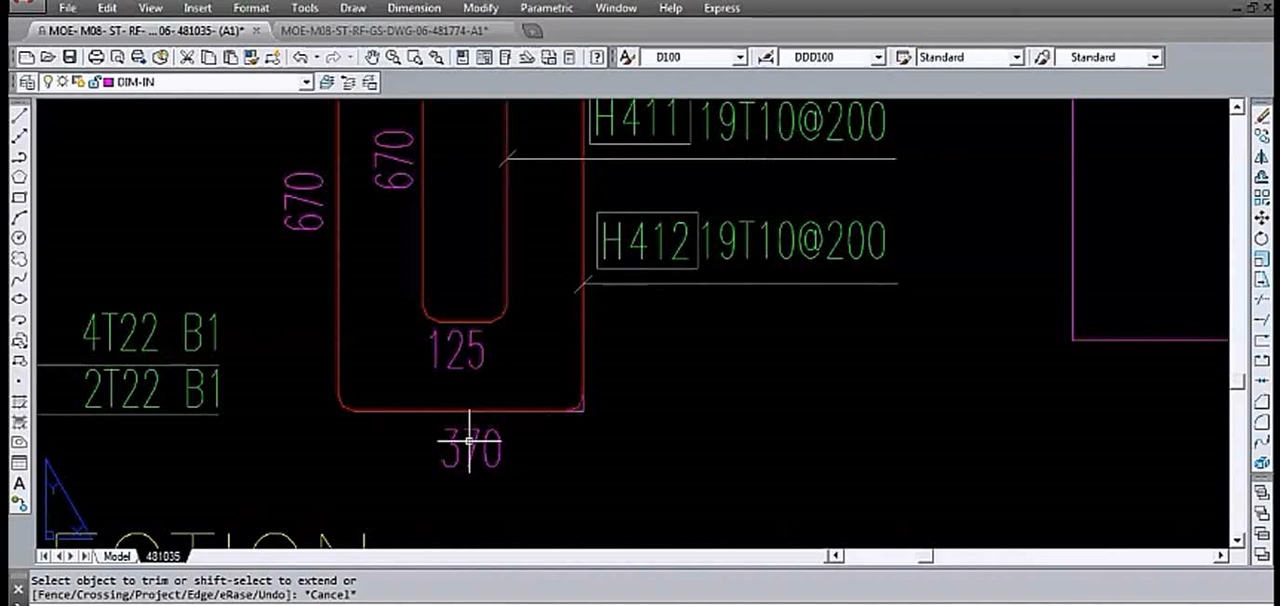 File Edit View Insert Format Tools Draw Dimension Modify Parametric Window Help Express
MOE- M08- ST- RF- ... 06- 481035- (A1)* MOE-M08-ST-RF-GS-DWG-06-481774-A1*
D100 DDD100 Standard Standard
DIM-IN
H411 19T10@200
670
670
H412 19T10@200
4T22 B1
125
2T22 B1
370
Model 481035
Select object to trim or shift-select to extend or
[Fence/Crossing/Project/Edge/eRase/Undo]: *Cancel*